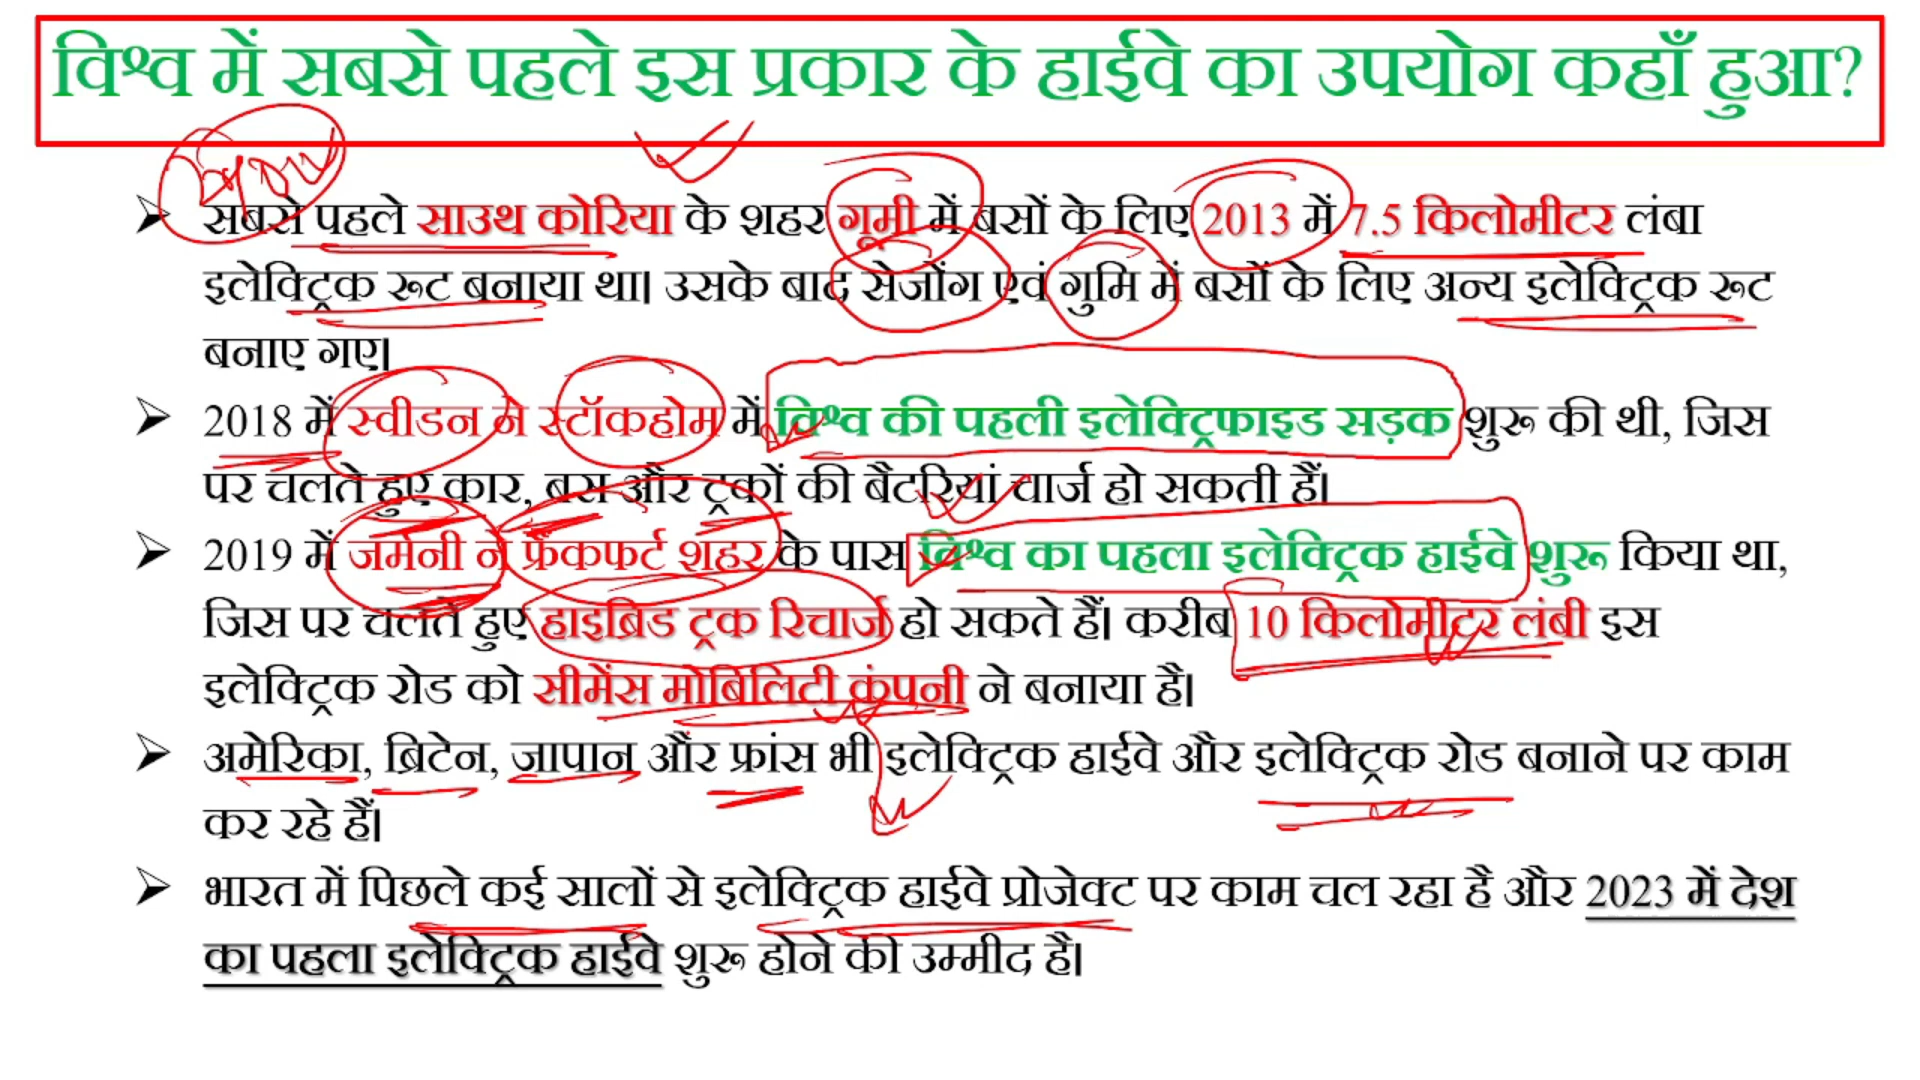 विश्व में सबसे पहले इस प्रकार के हाईवे का उपयोग कहाँ हुआ?
➢ सबसे पहले साउथ कोरिया के शहर गूमी में बसों के लिए 2013 में 7.5 किलोमीटर लंबा
इलेक्ट्रिक रूट बनाया था। उसके बाद सेजोंग एवं गुमि में बसों के लिए अन्य इलेक्ट्रिक रूट
बनाए गए।
➢ 2018 में स्वीडन ने स्टॉकहोम में विश्व की पहली इलेक्ट्रिफाइड सड़क शुरू की थी, जिस
पर चलते हुए कार, बस और ट्रकों की बैटरियां चार्ज हो सकती हैं।
➢ 2019 में जर्मनी ने फ्रैंकफर्ट शहर के पास विश्व का पहला इलेक्ट्रिक हाईवे शुरू किया था,
जिस पर चलते हुए हाइब्रिड ट्रक रिचार्ज हो सकते हैं। करीब 10 किलोमीटर लंबी इस
इलेक्ट्रिक रोड को सीमेंस मोबिलिटी कंपनी ने बनाया है।
➢ अमेरिका, ब्रिटेन, जापान और फ्रांस भी इलेक्ट्रिक हाईवे और इलेक्ट्रिक रोड बनाने पर काम
कर रहे हैं।
➢ भारत में पिछले कई सालों से इलेक्ट्रिक हाईवे प्रोजेक्ट पर काम चल रहा है और 2023 में देश
का पहला इलेक्ट्रिक हाईवे शुरू होने की उम्मीद है।